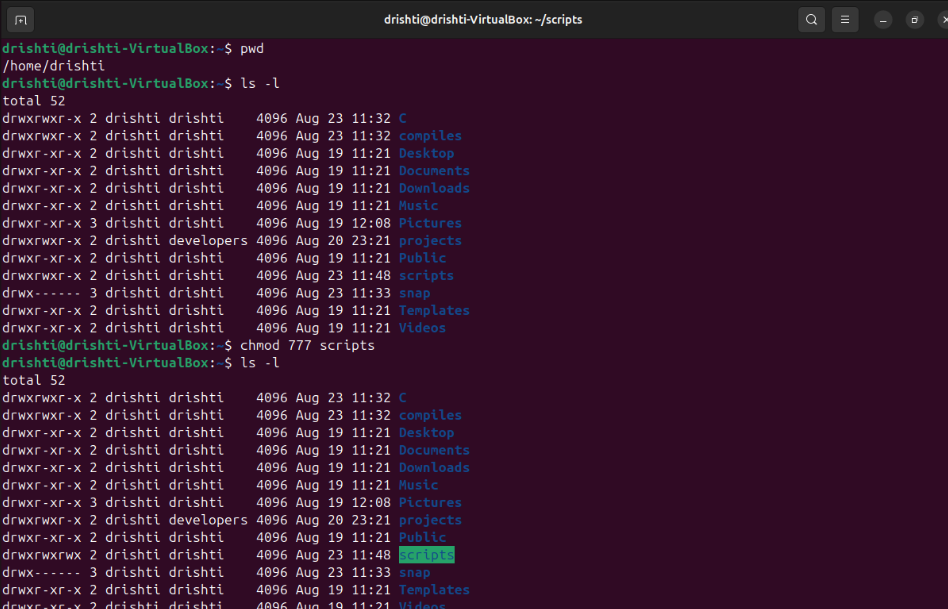 drishti@drishti-VirtualBox: ~/scripts
drishti@drishti-VirtualBox:~$ pwd
/home/drishti
drishti@drishti-VirtualBox:~$ ls -l
total 52
drwxrwxr-x 2 drishti drishti    4096 Aug 23 11:32 C
drwxrwxr-x 2 drishti drishti    4096 Aug 23 11:32 compiles
drwxr-xr-x 2 drishti drishti    4096 Aug 19 11:21 Desktop
drwxr-xr-x 2 drishti drishti    4096 Aug 19 11:21 Documents
drwxr-xr-x 2 drishti drishti    4096 Aug 19 11:21 Downloads
drwxr-xr-x 2 drishti drishti    4096 Aug 19 11:21 Music
drwxr-xr-x 3 drishti drishti    4096 Aug 19 12:08 Pictures
drwxrwxr-x 2 drishti developers 4096 Aug 20 23:21 projects
drwxr-xr-x 2 drishti drishti    4096 Aug 19 11:21 Public
drwxrwxr-x 2 drishti drishti    4096 Aug 23 11:48 scripts
drwx------ 3 drishti drishti    4096 Aug 23 11:33 snap
drwxr-xr-x 2 drishti drishti    4096 Aug 19 11:21 Templates
drwxr-xr-x 2 drishti drishti    4096 Aug 19 11:21 Videos
drishti@drishti-VirtualBox:~$ chmod 777 scripts
drishti@drishti-VirtualBox:~$ ls -l
total 52
drwxrwxr-x 2 drishti drishti    4096 Aug 23 11:32 C
drwxrwxr-x 2 drishti drishti    4096 Aug 23 11:32 compiles
drwxr-xr-x 2 drishti drishti    4096 Aug 19 11:21 Desktop
drwxr-xr-x 2 drishti drishti    4096 Aug 19 11:21 Documents
drwxr-xr-x 2 drishti drishti    4096 Aug 19 11:21 Downloads
drwxr-xr-x 2 drishti drishti    4096 Aug 19 11:21 Music
drwxr-xr-x 3 drishti drishti    4096 Aug 19 12:08 Pictures
drwxrwxr-x 2 drishti developers 4096 Aug 20 23:21 projects
drwxr-xr-x 2 drishti drishti    4096 Aug 19 11:21 Public
drwxrwxrwx 2 drishti drishti    4096 Aug 23 11:48 scripts
drwx------ 3 drishti drishti    4096 Aug 23 11:33 snap
drwxr-xr-x 2 drishti drishti    4096 Aug 19 11:21 Templates
drwxr-xr-x 2 drishti drishti    4096 Aug 19 11:21 Videos